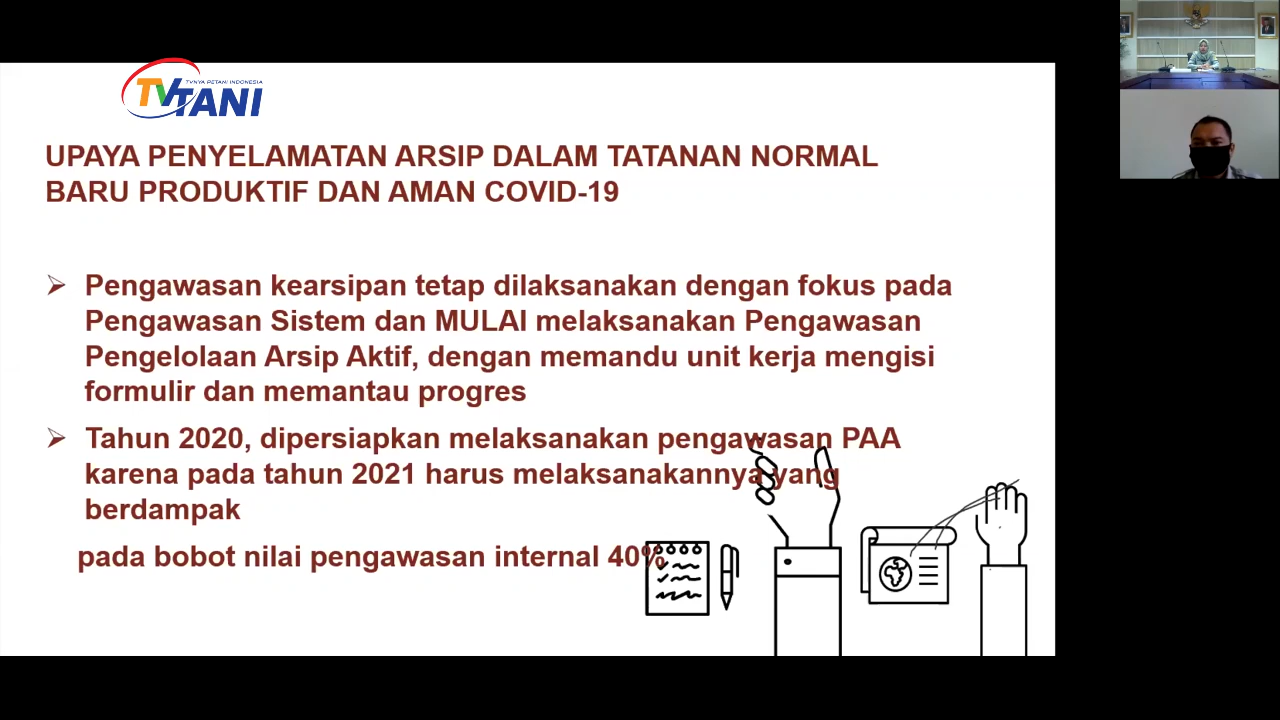 TVNYA PETANI INDONESIA
TVTANI
UPAYA PENYELAMATAN ARSIP DALAM TATANAN NORMAL
BARU PRODUKTIF DAN AMAN COVID-19
Pengawasan kearsipan tetap dilaksanakan dengan fokus pada
Pengawasan Sistem dan MULAI melaksanakan Pengawasan
Pengelolaan Arsip Aktif, dengan memandu unit kerja mengisi
formulir dan memantau progres
Tahun 2020, dipersiapkan melaksanakan pengawasan PAA
karena pada tahun 2021 harus melaksanakannya yang
berdampak
pada bobot nilai pengawasan internal 40%